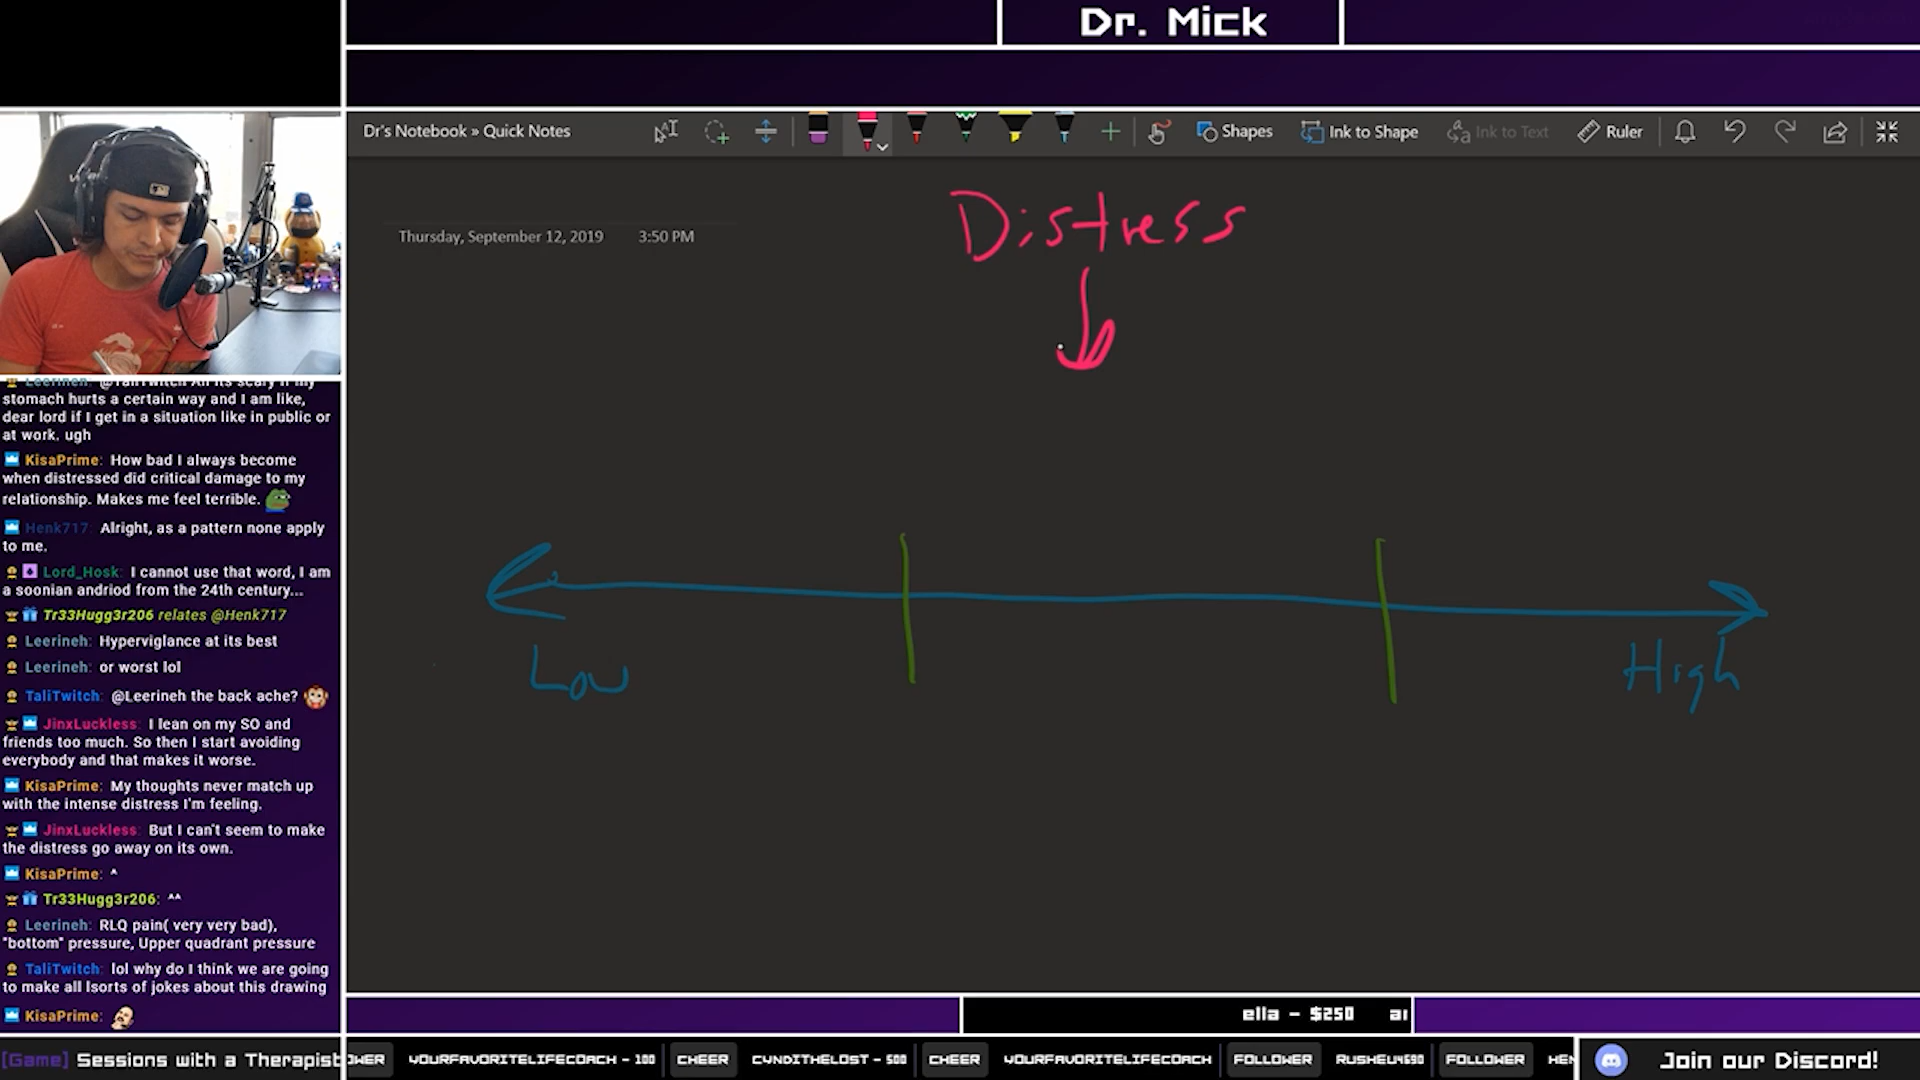 Dr. Mick
Dr's Notebook » Quick Notes
Shapes
Ink to Shape
Ink to Text
Ruler
Distress
Thursday, September 12, 2019 3:50 PM
Low
High
stomach hurts a certain way and I am like,
dear lord if I get in a situation like in public or
at work. ugh
KisaPrime: How bad I always become
when distressed did critical damage to my
relationship. Makes me feel terrible.
Henk717: Alright, as a pattern none apply
to me.
Lord_Hosk: I cannot use that word, I am
a soonian andriod from the 24th century...
Tr33Hugg3r206 relates @Henk717
Leerineh: Hyperviglance at its best
Leerineh: or worst lol
TaliTwitch: @Leerineh the back ache?
JinxLuckless: I lean on my SO and
friends too much. So then I start avoiding
everybody and that makes it worse.
KisaPrime: My thoughts never match up
with the intense distress I'm feeling.
JinxLuckless: But I can't seem to make
the distress go away on its own.
KisaPrime: ^
Tr33Hugg3r206: ^^
Leerineh: RLQ pain( very very bad),
"bottom" pressure, Upper quadrant pressure
TaliTwitch: lol why do I think we are going
to make all lsorts of jokes about this drawing
KisaPrime:
ella - $250
[Game] Sessions with a Therapist
YOURFAVORITELIFECOACH - 100 CHEER CYNDITHELOST - 500 CHEER YOURFAVORITELIFECOACH FOLLOWER RUSHEU4690 FOLLOWER
Join our Discord!